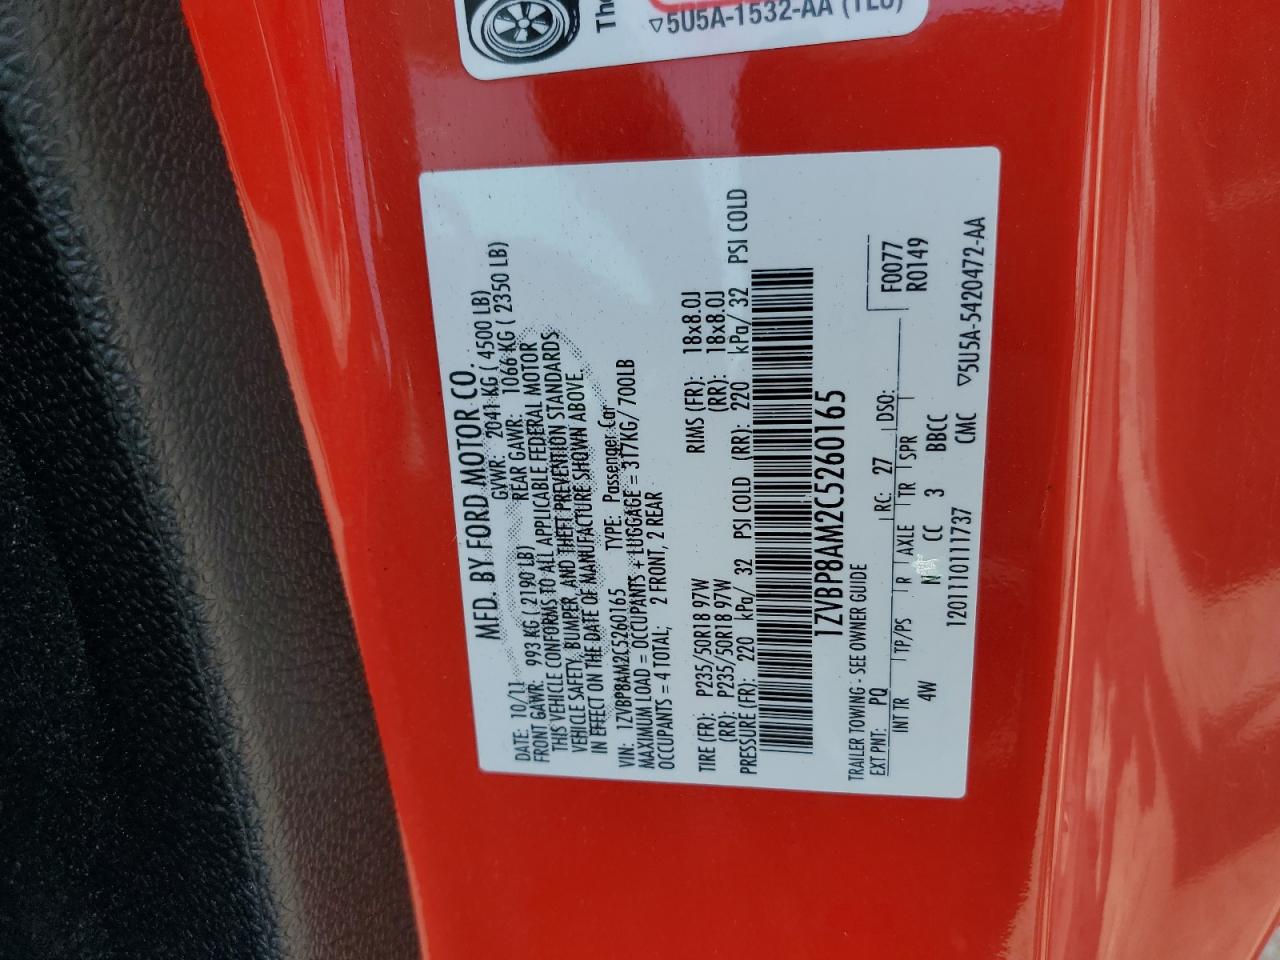 The
▽5U5A-1532-AA (TLU)
MFD. BY FORD MOTOR CO.
DATE: 10/11 GVWR: 2041 KG ( 4500 LB)
FRONT GAWR: 993 KG ( 2190 LB) REAR GAWR: 1066 KG ( 2350 LB)
THIS VEHICLE CONFORMS TO ALL APPLICABLE FEDERAL MOTOR
VEHICLE SAFETY, BUMPER, AND THEFT PREVENTION STANDARDS
IN EFFECT ON THE DATE OF MANUFACTURE SHOWN ABOVE.
VIN: 1ZVBP8AM2C5260165 TYPE: Passenger Car
MAXIMUM LOAD = OCCUPANTS + LUGGAGE = 317KG/ 700LB
OCCUPANTS = 4 TOTAL; 2 FRONT, 2 REAR
TIRE (FR): P235/50R18 97W RIMS (FR): 18x8.0J
(RR): P235/50R18 97W (RR): 18x8.0J
PRESSURE (FR): 220 kPa/ 32 PSI COLD (RR): 220 kPa/ 32 PSI COLD
1ZVBP8AM2C5260165
TRAILER TOWING - SEE OWNER GUIDE
EXT PNT: PQ RC: 27 DSO: F0077
INT TR TP/PS R AXLE TR SPR R0149
4W N CC 3 BBCC
12011101111737 CMC ▽5U5A-5420472-AA